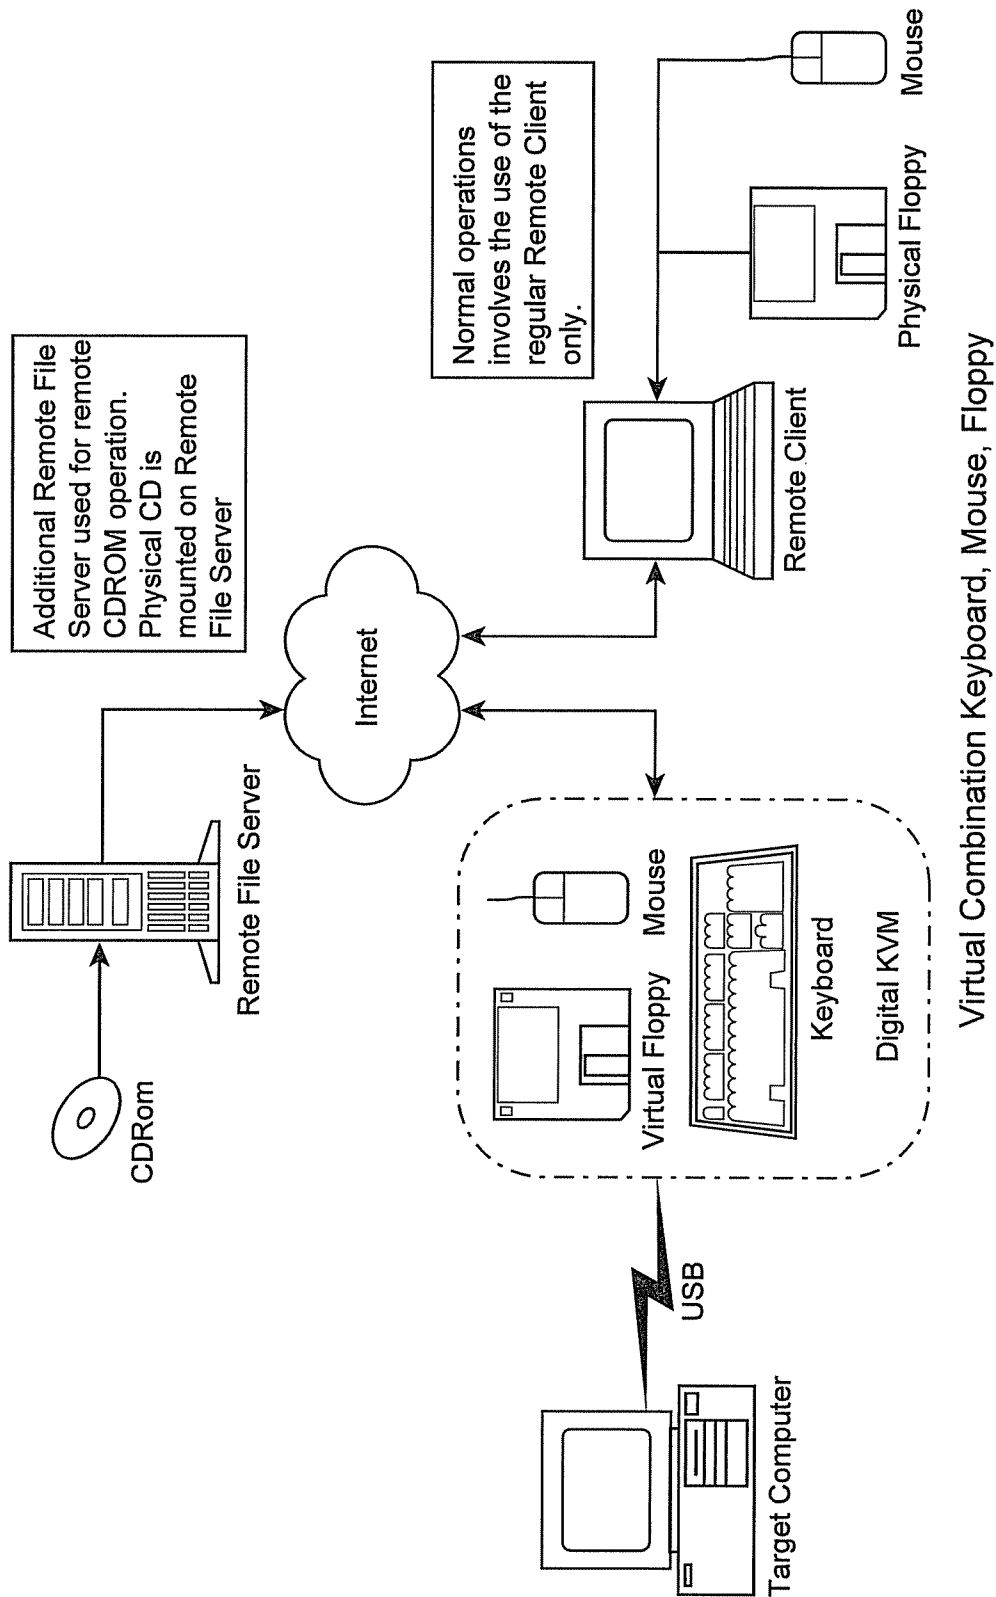 Additional Remote File
Server used for remote
CDROM operation.
Physical CD is
mounted on Remote
File Server
CDRom
Remote File Server
Internet
Normal operations
involves the use of the
regular Remote Client
only.
Target Computer
USB
Virtual Floppy
Mouse
Keyboard
Digital KVM
Remote Client
Physical Floppy
Mouse
Virtual Combination Keyboard, Mouse, Floppy